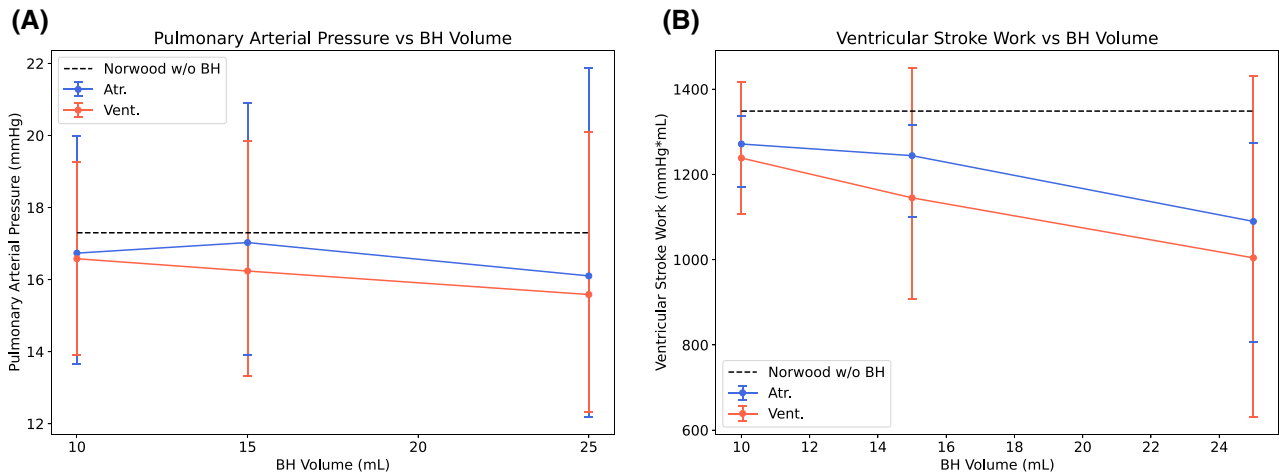 (A)
Pulmonary Arterial Pressure vs BH Volume
Pulmonary Arterial Pressure (mmHg)
22
20
18
16
14
12
Norwood w/o BH
Atr.
Vent.
10
15
20
25
BH Volume (mL)
(B)
Ventricular Stroke Work vs BH Volume
Ventricular Stroke Work (mmHg*mL)
1400
1200
1000
800
600
Norwood w/o BH
Atr.
Vent.
10
12
14
16
18
20
22
24
BH Volume (mL)